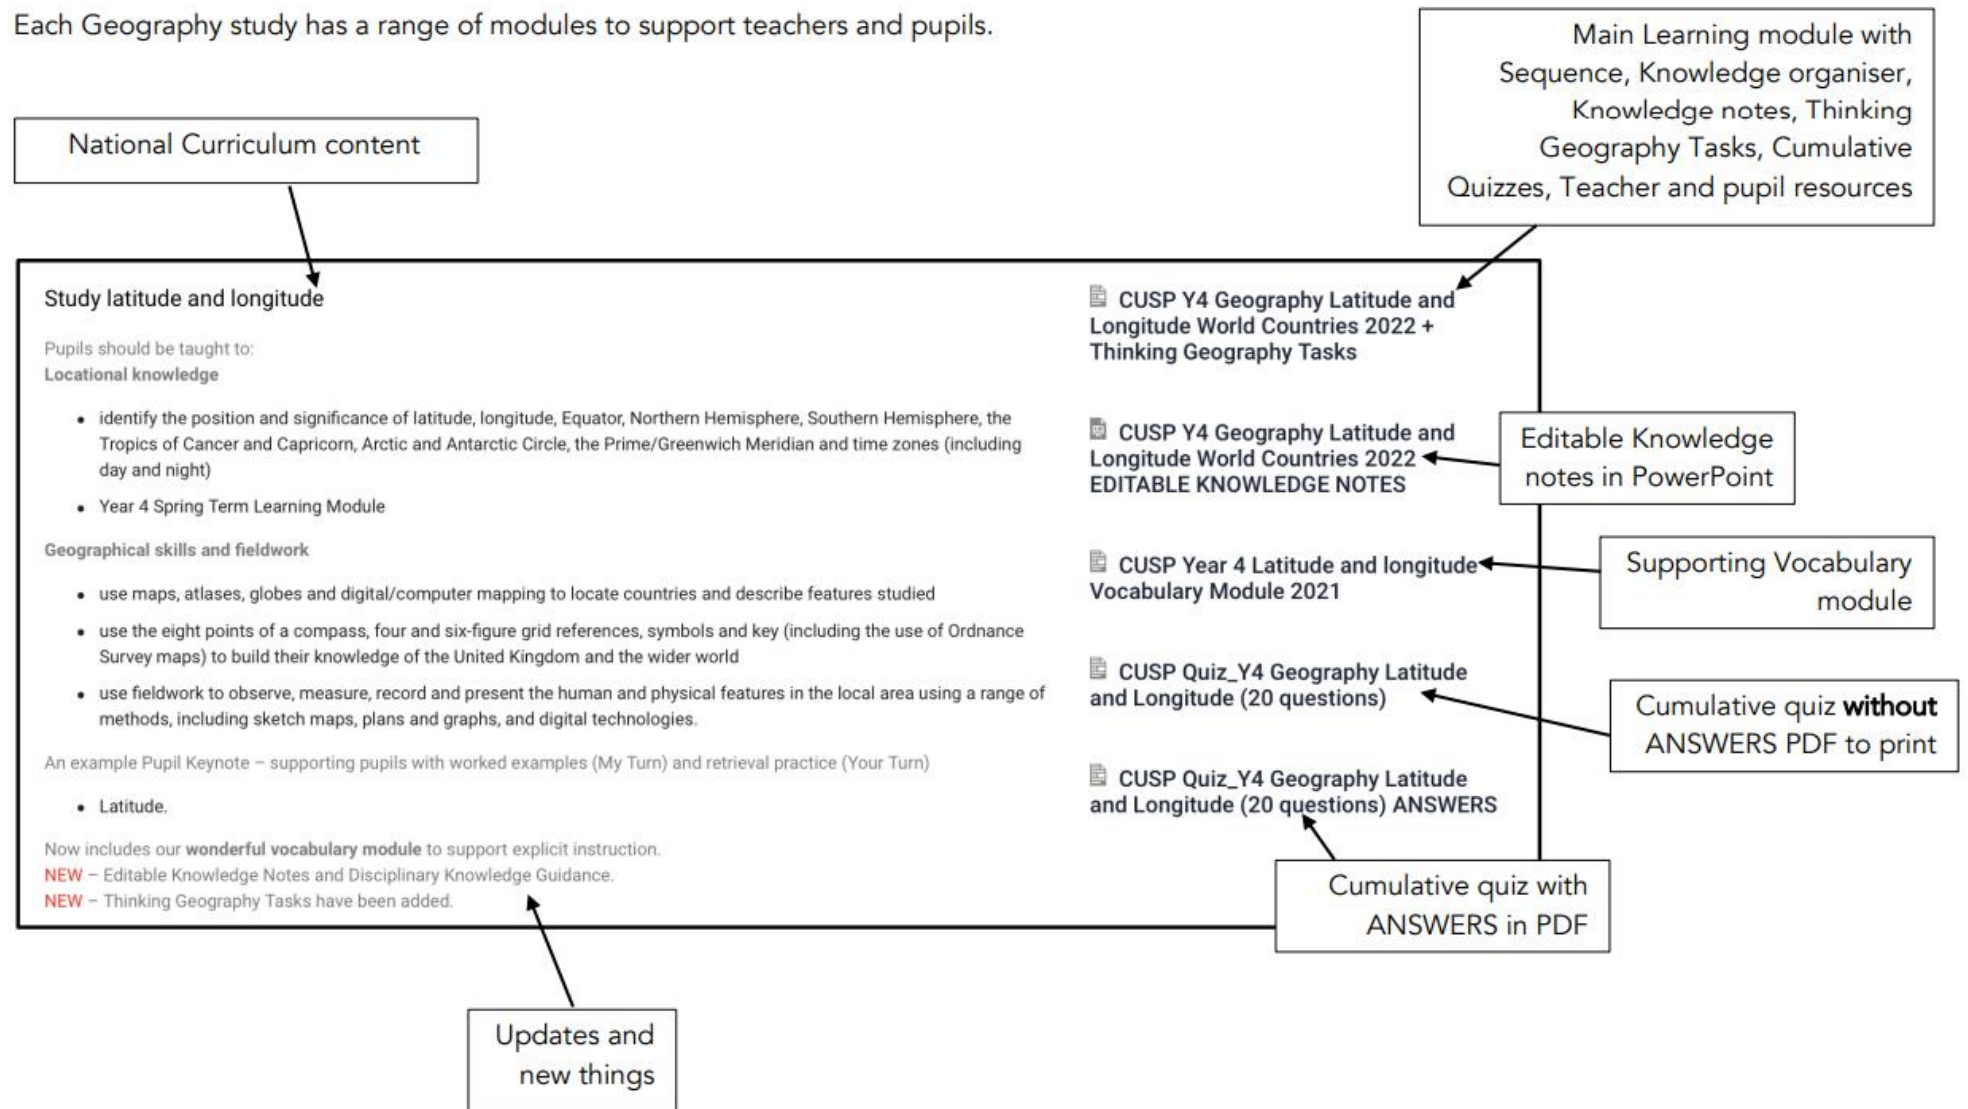 Each Geography study has a range of modules to support teachers and pupils.
Main Learning module with
Sequence, Knowledge organiser,
Knowledge notes, Thinking
Geography Tasks, Cumulative
Quizzes, Teacher and pupil resources
National Curriculum content
Study latitude and longitude
Pupils should be taught to:
Locational knowledge
• identify the position and significance of latitude, longitude, Equator, Northern Hemisphere, Southern Hemisphere, the
Tropics of Cancer and Capricorn, Arctic and Antarctic Circle, the Prime/Greenwich Meridian and time zones (including
day and night)
• Year 4 Spring Term Learning Module
Geographical skills and fieldwork
• use maps, atlases, globes and digital/computer mapping to locate countries and describe features studied
• use the eight points of a compass, four and six-figure grid references, symbols and key (including the use of Ordnance
Survey maps) to build their knowledge of the United Kingdom and the wider world
• use fieldwork to observe, measure, record and present the human and physical features in the local area using a range of
methods, including sketch maps, plans and graphs, and digital technologies.
An example Pupil Keynote – supporting pupils with worked examples (My Turn) and retrieval practice (Your Turn)
• Latitude.
Now includes our wonderful vocabulary module to support explicit instruction.
NEW – Editable Knowledge Notes and Disciplinary Knowledge Guidance.
NEW – Thinking Geography Tasks have been added.
CUSP Y4 Geography Latitude and
Longitude World Countries 2022 +
Thinking Geography Tasks
CUSP Y4 Geography Latitude and
Longitude World Countries 2022
EDITABLE KNOWLEDGE NOTES
CUSP Year 4 Latitude and longitude
Vocabulary Module 2021
CUSP Quiz_Y4 Geography Latitude
and Longitude (20 questions)
CUSP Quiz_Y4 Geography Latitude
and Longitude (20 questions) ANSWERS
Editable Knowledge
notes in PowerPoint
Supporting Vocabulary
module
Cumulative quiz without
ANSWERS PDF to print
Cumulative quiz with
ANSWERS in PDF
Updates and
new things